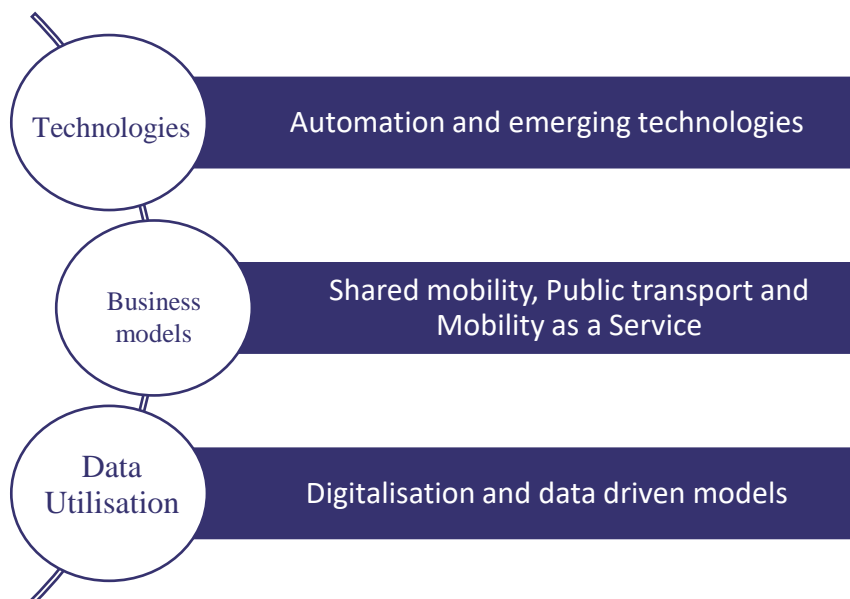 Technologies
Automation and emerging technologies
Business
models
Shared mobility, Public transport and
Mobility as a Service
Data
Utilisation
Digitalisation and data driven models